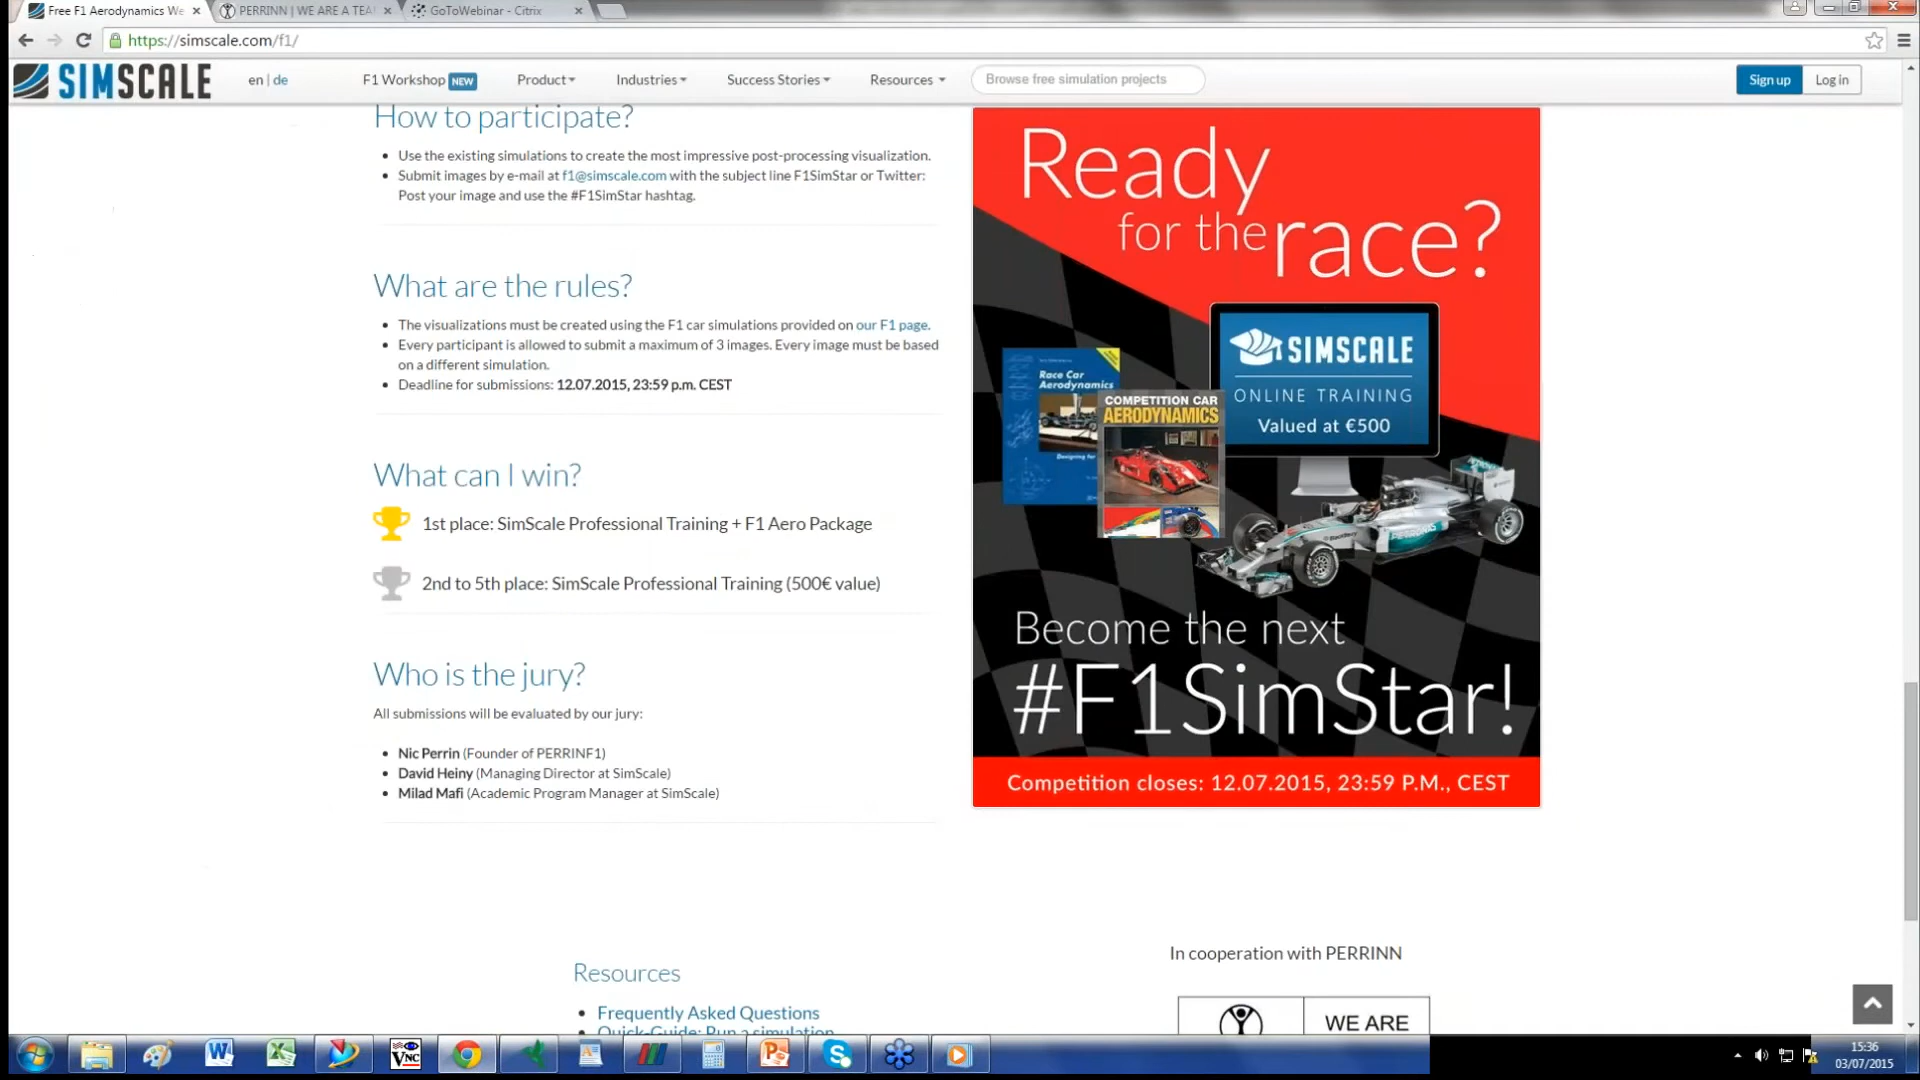 Free F1 Aerodynamics We
PERRINN | WE ARE A TEA
GoToWebinar - Citrix
https://simscale.com/f1/
SIMSCALE
en | de
F1 Workshop NEW
Product
Industries
Success Stories
Resources
Browse free simulation projects
Sign up
Log in
How to participate?
Use the existing simulations to create the most impressive post-processing visualization.
Submit images by e-mail at f1@simscale.com with the subject line F1SimStar or Twitter:
Post your image and use the #F1SimStar hashtag.
What are the rules?
The visualizations must be created using the F1 car simulations provided on our F1 page.
Every participant is allowed to submit a maximum of 3 images. Every image must be based
on a different simulation.
Deadline for submissions: 12.07.2015, 23:59 p.m. CEST
What can I win?
1st place: SimScale Professional Training + F1 Aero Package
2nd to 5th place: SimScale Professional Training (500€ value)
Who is the jury?
All submissions will be evaluated by our jury:
Nic Perrin (Founder of PERRINF1)
David Heiny (Managing Director at SimScale)
Milad Mafi (Academic Program Manager at SimScale)
Ready
for the race?
SIMSCALE
ONLINE TRAINING
Valued at €500
Race Car
Aerodynamics
Designing for
COMPETITION CAR
AERODYNAMICS
PETRONAS
Become the next
#F1SimStar!
Competition closes: 12.07.2015, 23:59 P.M., CEST
Resources
Frequently Asked Questions
Quick-Guide: Run a simulation
In cooperation with PERRINN
WE ARE
VNC
15:36
03/07/2015